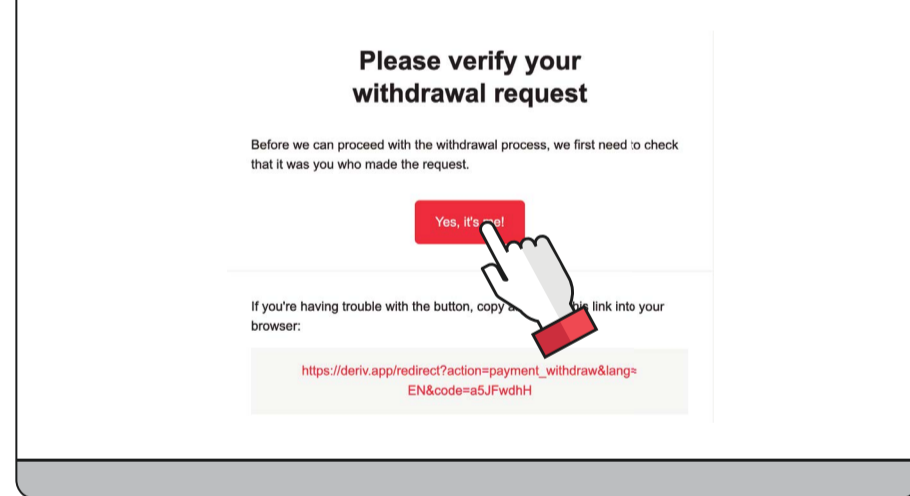 Please verify your
withdrawal request
Before we can proceed with the withdrawal process, we first need to check
that it was you who made the request.
Yes, it's me!
If you're having trouble with the button, copy link into your
browser:
https://deriv.app/redirect?action=payment_withdraw&lang=
EN&code=a5JFwdhH